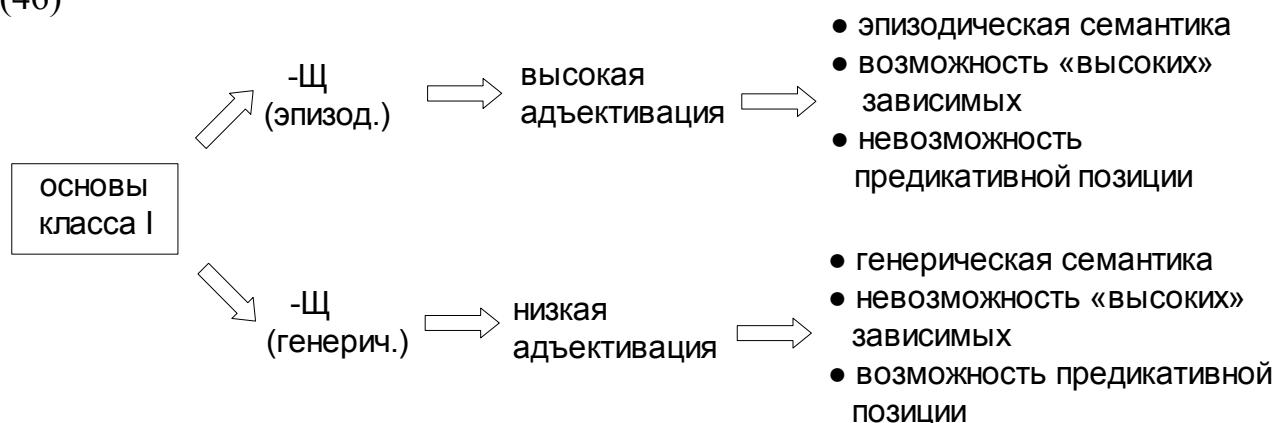 (46)
основы
класса I
-Щ
(эпизод.)
высокая
адъективация
● эпизодическая семантика
● возможность «высоких»
зависимых
● невозможность
предикативной позиции
-Щ
(генерич.)
низкая
адъективация
● генерическая семантика
● невозможность «высоких»
зависимых
● возможность предикативной
позиции